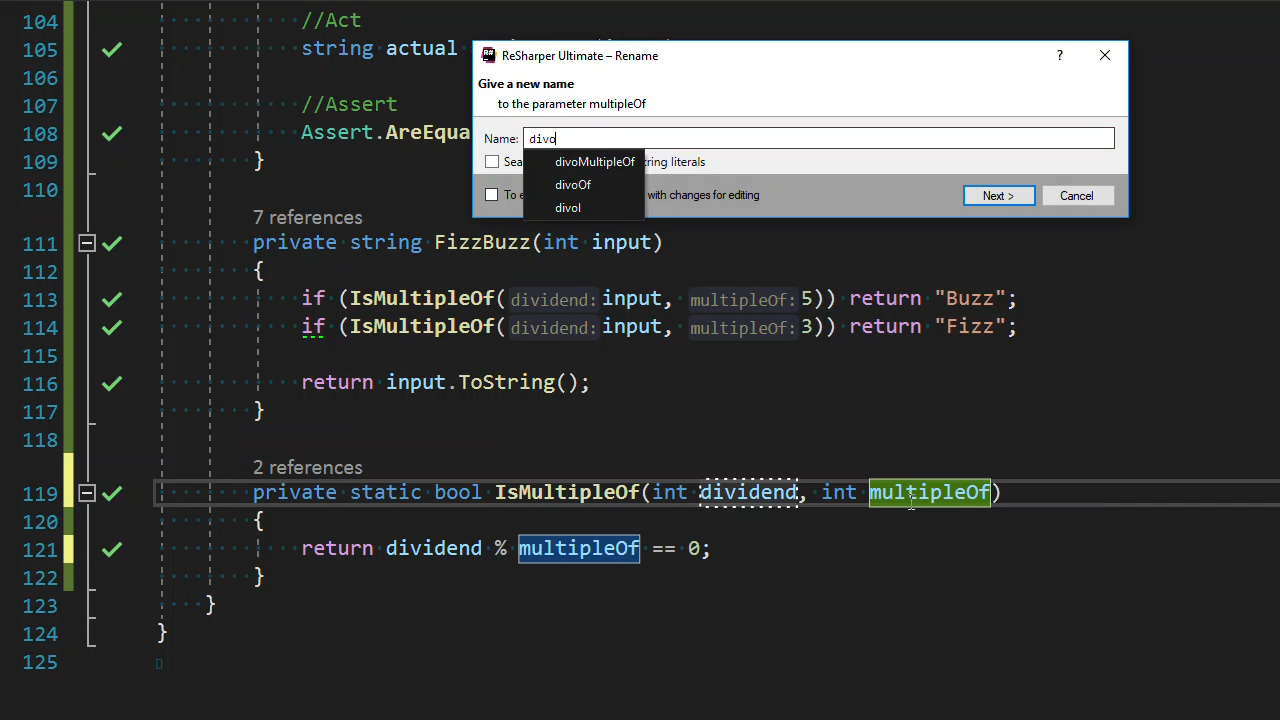 104 //Act
105 string actual
106
107 //Assert
108 Assert.AreEqua
109 }
110
ReSharper Ultimate – Rename
Give a new name
to the parameter multipleOf
Name: divo
divoMultipleOf
divoOf
divoI
Sea tring literals
To e with changes for editing
Next >
Cancel
7 references
111 private string FizzBuzz(int input)
112 {
113 if (IsMultipleOf(dividend: input, multipleOf: 5)) return "Buzz";
114 if (IsMultipleOf(dividend: input, multipleOf: 3)) return "Fizz";
115
116 return input.ToString();
117 }
118
2 references
119 private static bool IsMultipleOf(int dividend, int multipleOf)
120 {
121 return dividend % multipleOf == 0;
122 }
123 }
124 }
125